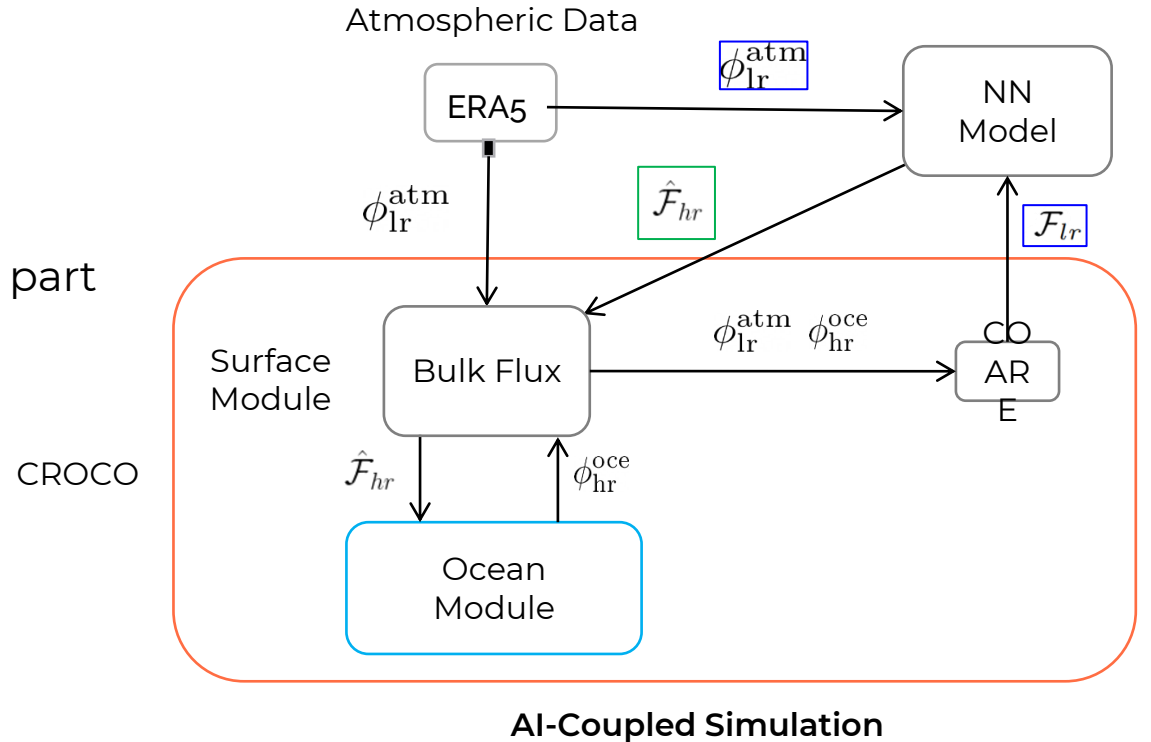 Atmospheric Data
ϕ_lr^atm
ERA5
NN
Model
ϕ_lr^atm
ℱ̂_hr
ℱ_lr
part
ϕ_lr^atm ϕ_hr^oce
Surface
Module
Bulk Flux
CO
AR
E
CROCO
ℱ̂_hr
ϕ_hr^oce
Ocean
Module
AI-Coupled Simulation